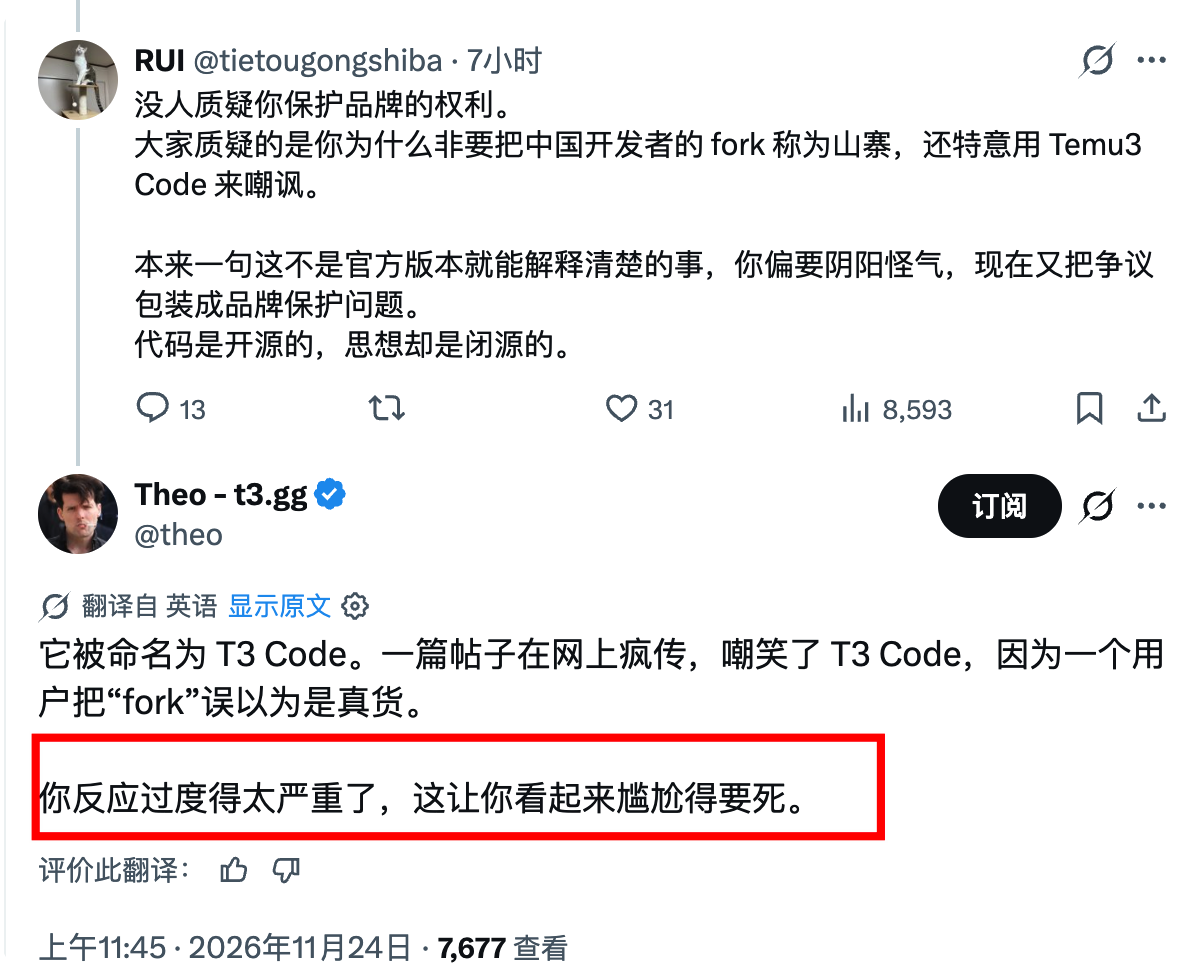 RUI @tietougongshiba · 7小时
没人质疑你保护品牌的权利。
大家质疑的是你为什么非要把中国开发者的 fork 称为山寨，还特意用 Temu3
Code 来嘲讽。
本来一句这不是官方版本就能解释清楚的事，你偏要阴阳怪气，现在又把争议
包装成品牌保护问题。
代码是开源的，思想却是闭源的。
13 31 8,593
Theo - t3.gg
@theo
订阅
翻译自 英语 显示原文
它被命名为 T3 Code。一篇帖子在网上疯传，嘲笑了 T3 Code，因为一个用
户把“fork”误以为是真货。
你反应过度得太严重了，这让你看起来尴尬得要死。
评价此翻译：
上午11:45 · 2026年11月24日 · 7,677 查看